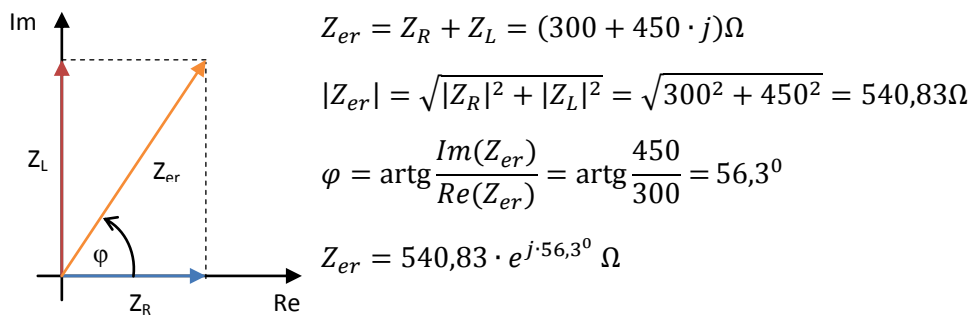 Im
Z_L
Z_er
φ
Z_R
Re
Z_er = Z_R + Z_L = (300 + 450 · j)Ω
|Z_er| = √(|Z_R|² + |Z_L|²) = √(300² + 450²) = 540,83Ω
φ = artg Im(Z_er)/Re(Z_er) = artg 450/300 = 56,3⁰
Z_er = 540,83 · e^(j·56,3⁰) Ω